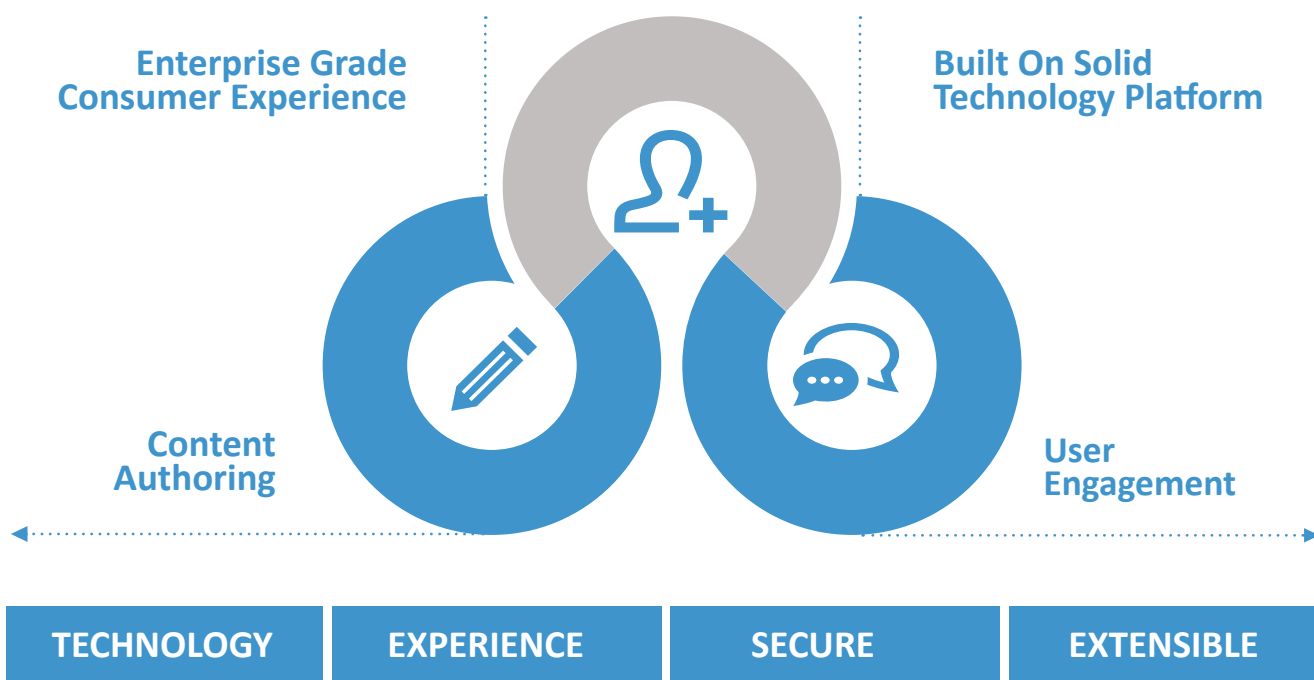 Enterprise Grade
Consumer Experience
Built On Solid
Technology Platform
Content
Authoring
User
Engagement
TECHNOLOGY
EXPERIENCE
SECURE
EXTENSIBLE